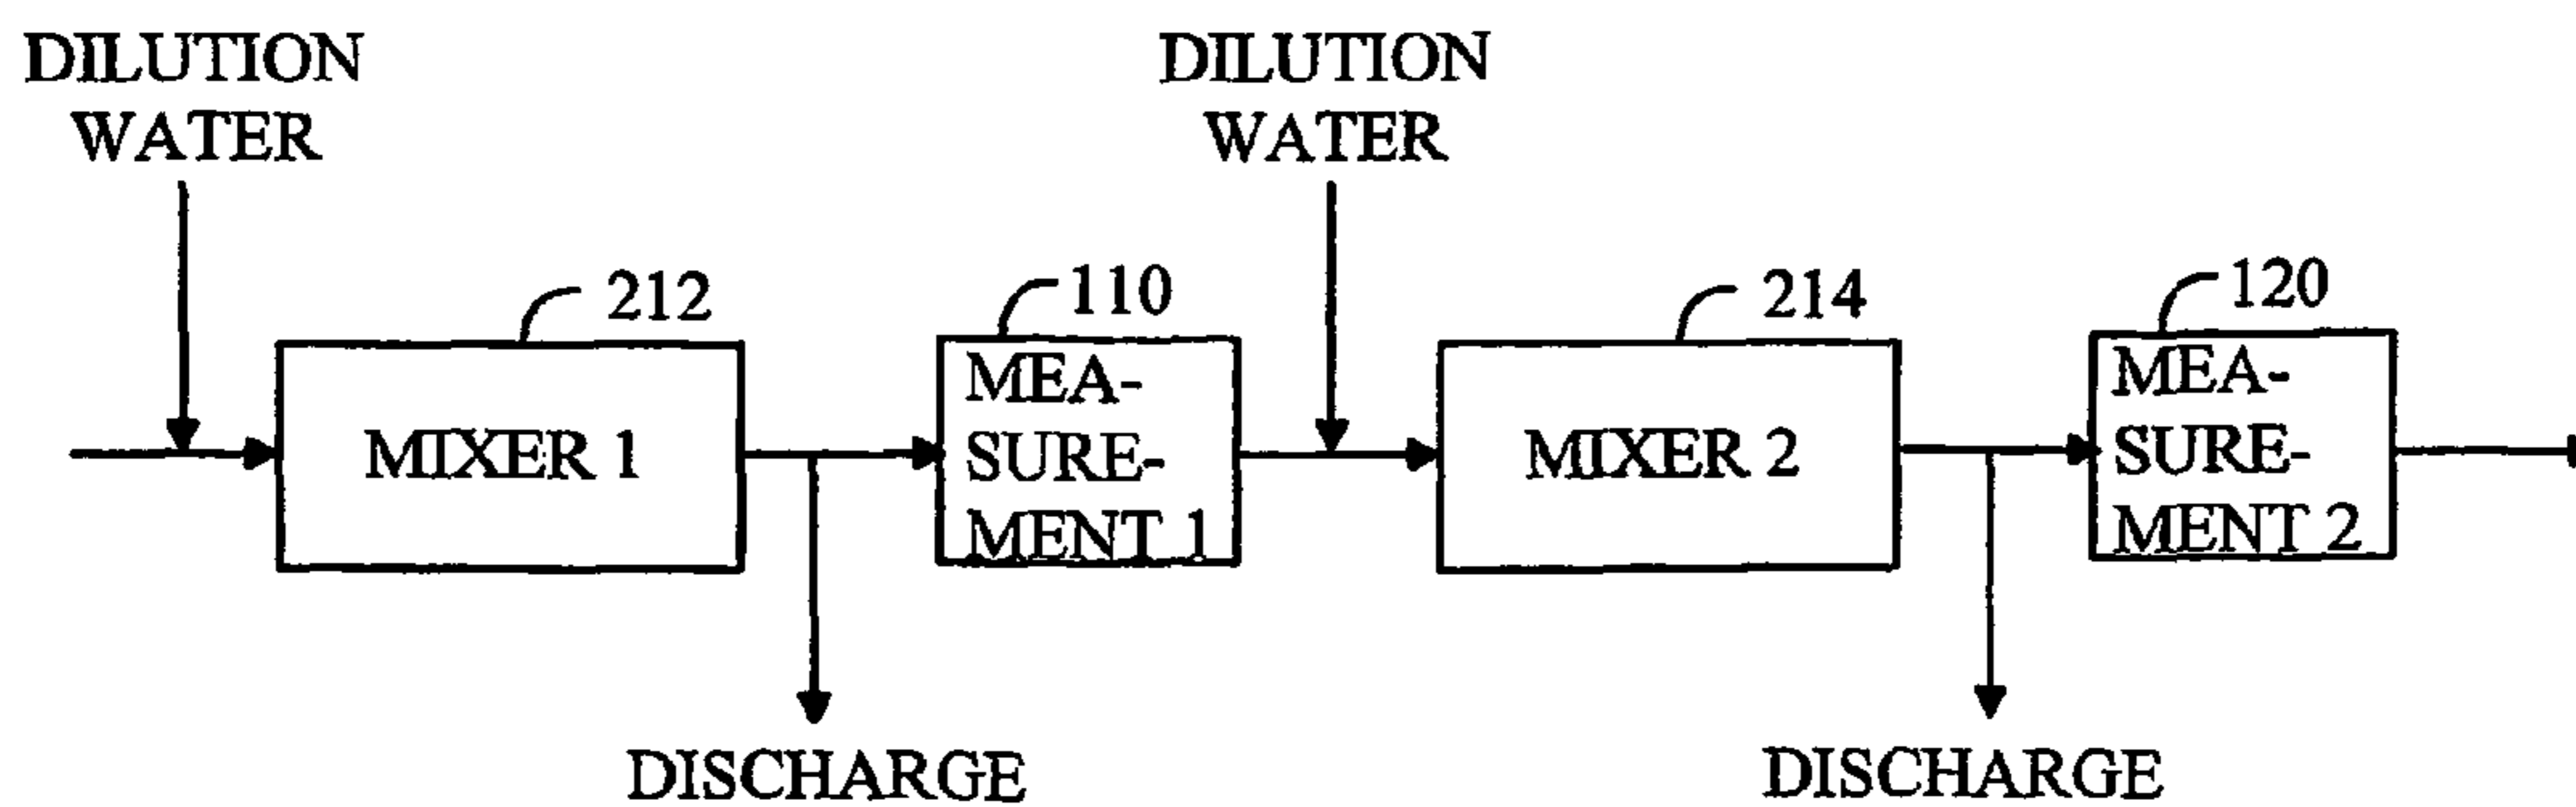 DILUTION
WATER
DILUTION
WATER
212
110
214
120
MIXER 1
MEA-
SURE-
MENT 1
MIXER 2
MEA-
SURE-
MENT 2
DISCHARGE
DISCHARGE